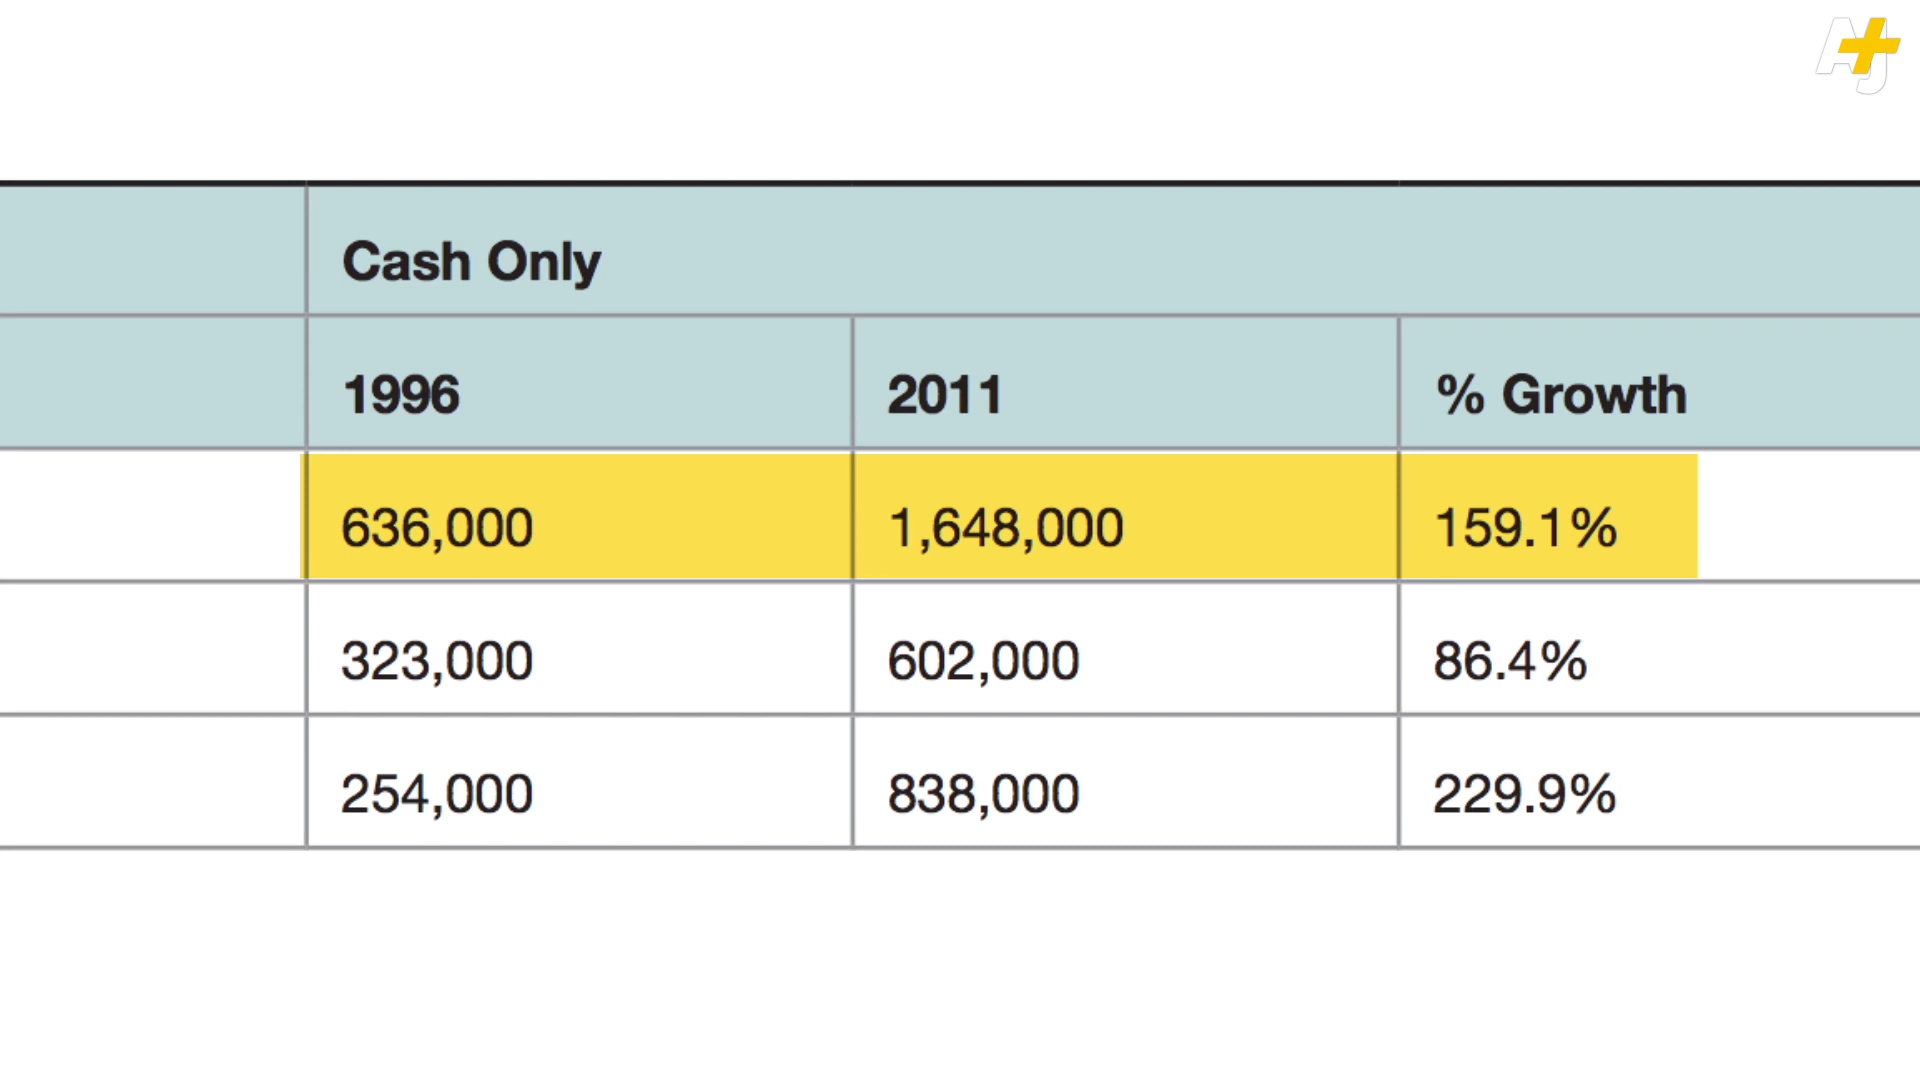 AJ+
Cash Only
1996 2011 % Growth
636,000 1,648,000 159.1%
323,000 602,000 86.4%
254,000 838,000 229.9%